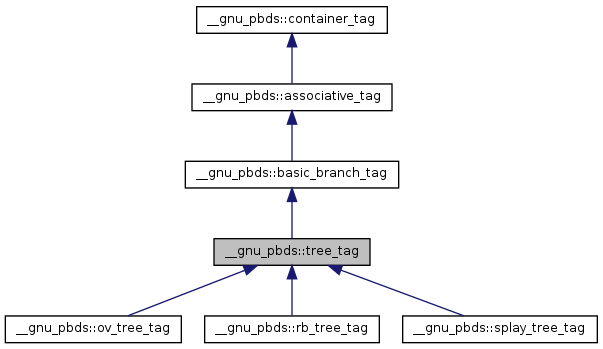 __gnu_pbds::container_tag
__gnu_pbds::associative_tag
__gnu_pbds::basic_branch_tag
__gnu_pbds::tree_tag
__gnu_pbds::ov_tree_tag
__gnu_pbds::rb_tree_tag
__gnu_pbds::splay_tree_tag